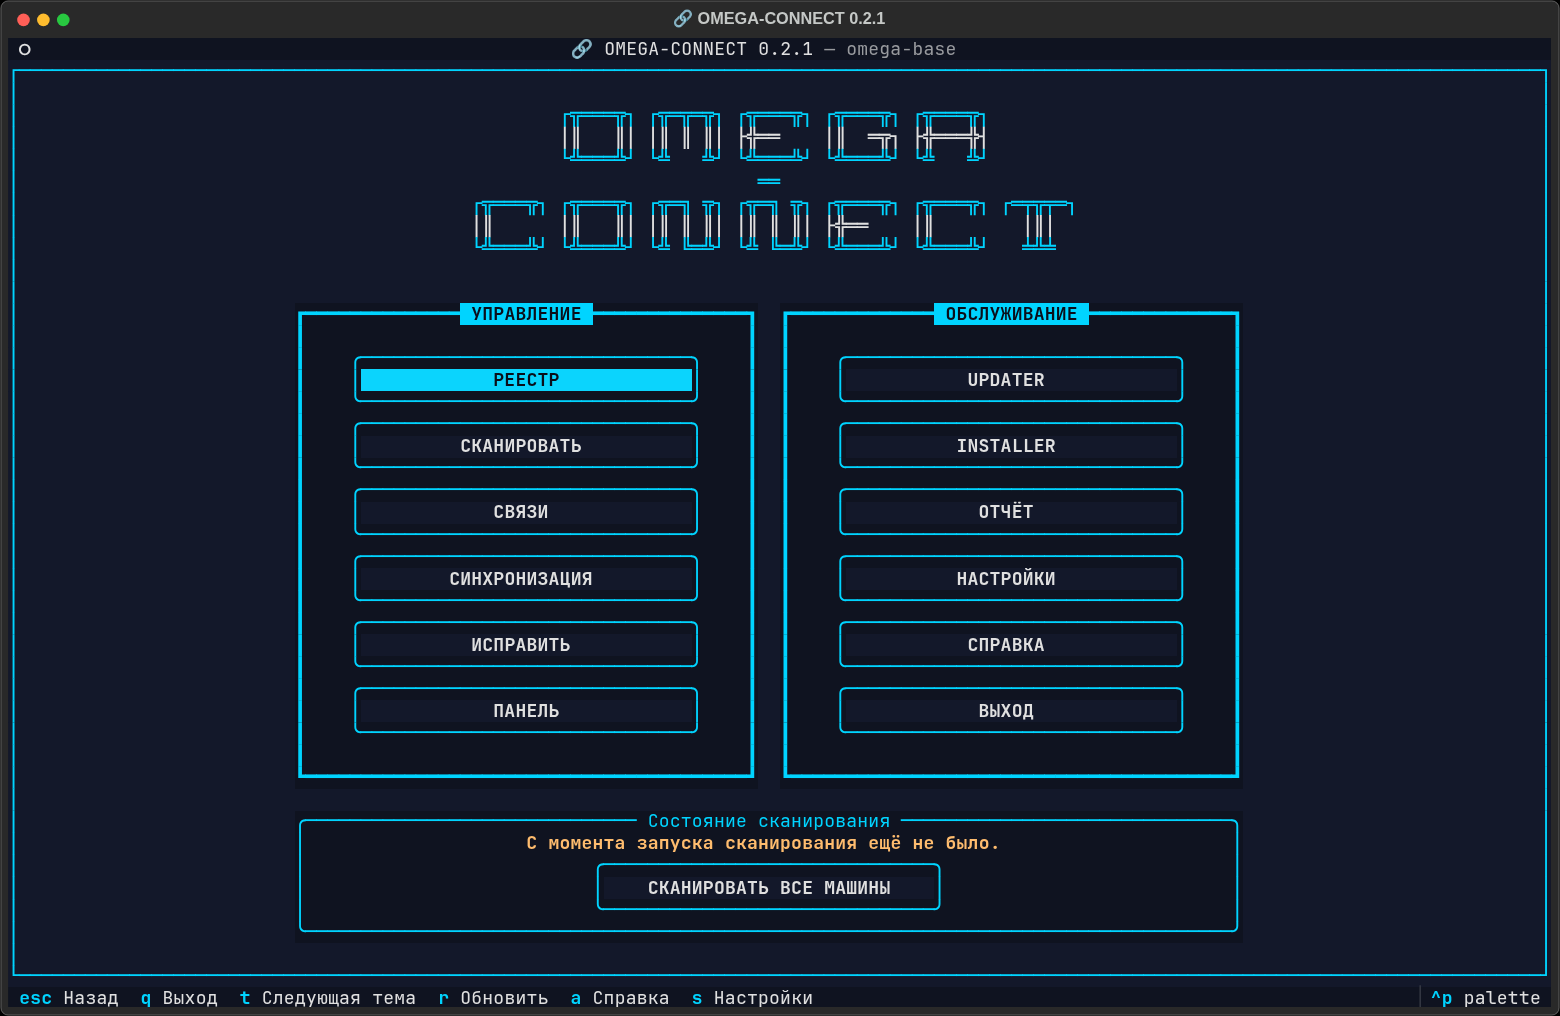 🔗 OMEGA-CONNECT 0.2.1
🔗 OMEGA-CONNECT 0.2.1 — omega-base
OMEGA
-
CONNECT
УПРАВЛЕНИЕ
РЕЕСТР
СКАНИРОВАТЬ
СВЯЗИ
СИНХРОНИЗАЦИЯ
ИСПРАВИТЬ
ПАНЕЛЬ
ОБСЛУЖИВАНИЕ
UPDATER
INSTALLER
ОТЧЁТ
НАСТРОЙКИ
СПРАВКА
ВЫХОД
Состояние сканирования
С момента запуска сканирования ещё не было.
СКАНИРОВАТЬ ВСЕ МАШИНЫ
esc Назад q Выход t Следующая тема r Обновить a Справка s Настройки ^p palette